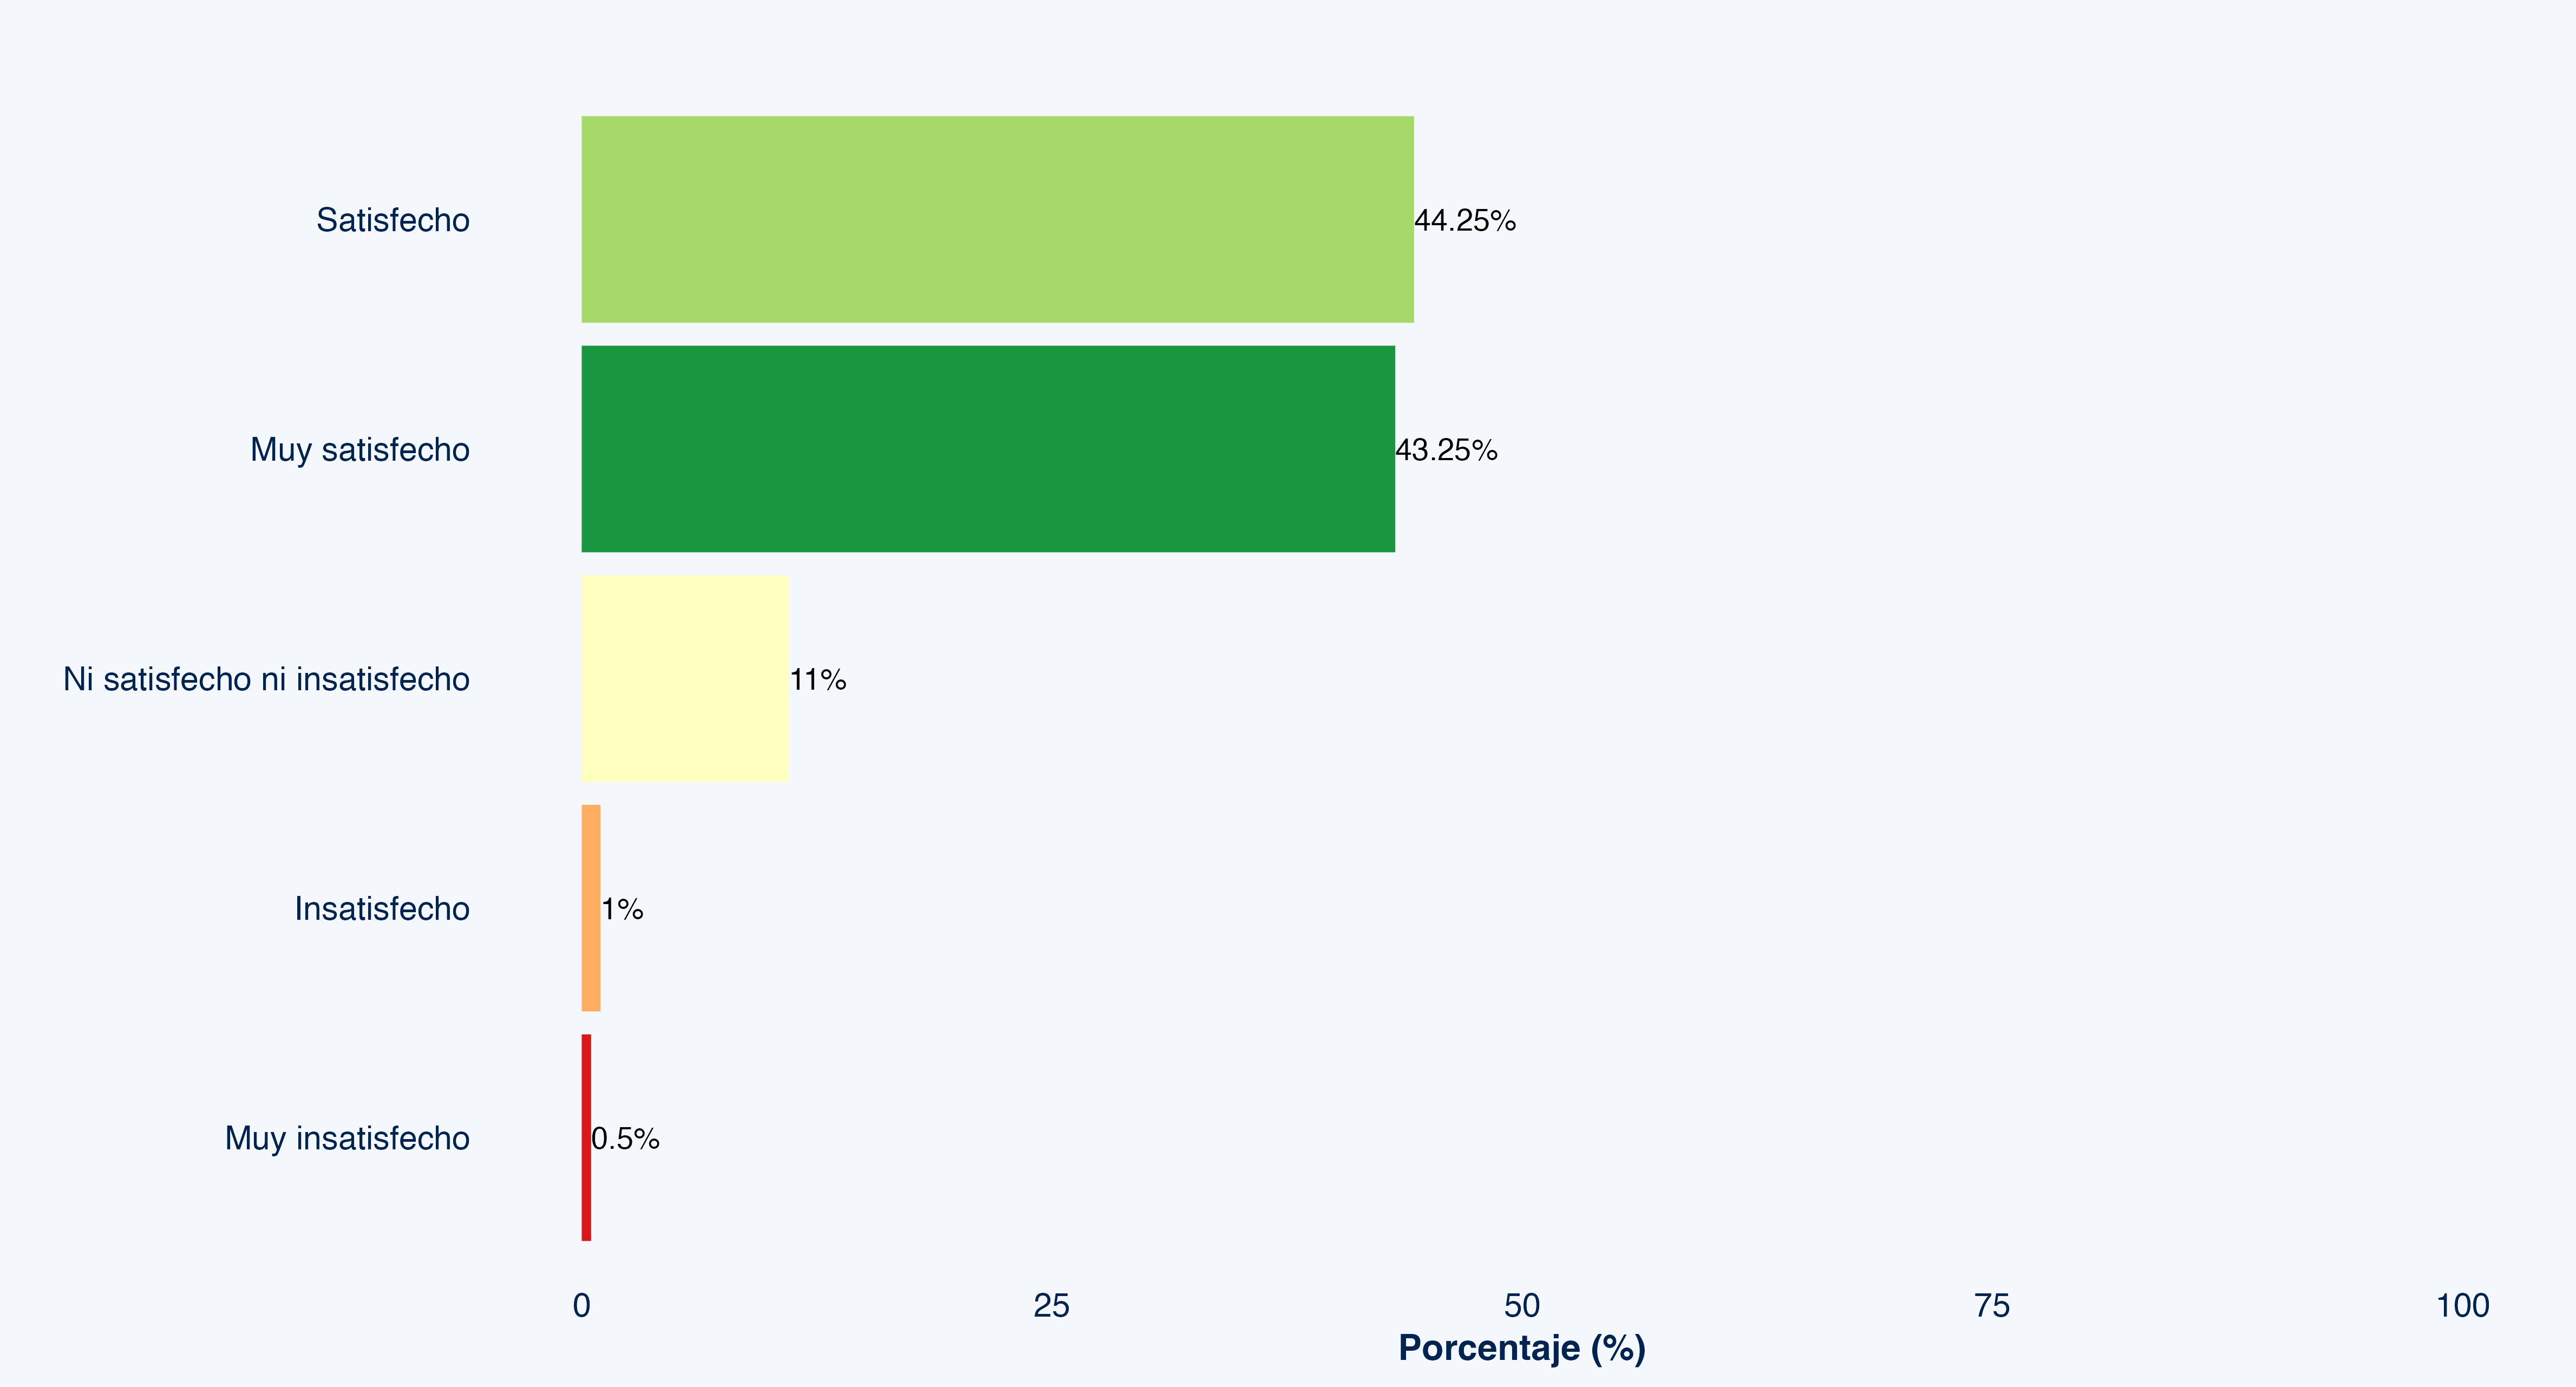 Satisfecho 44.25%
Muy satisfecho 43.25%
Ni satisfecho ni insatisfecho 11%
Insatisfecho 1%
Muy insatisfecho 0.5%
0 25 50 75 100
Porcentaje (%)